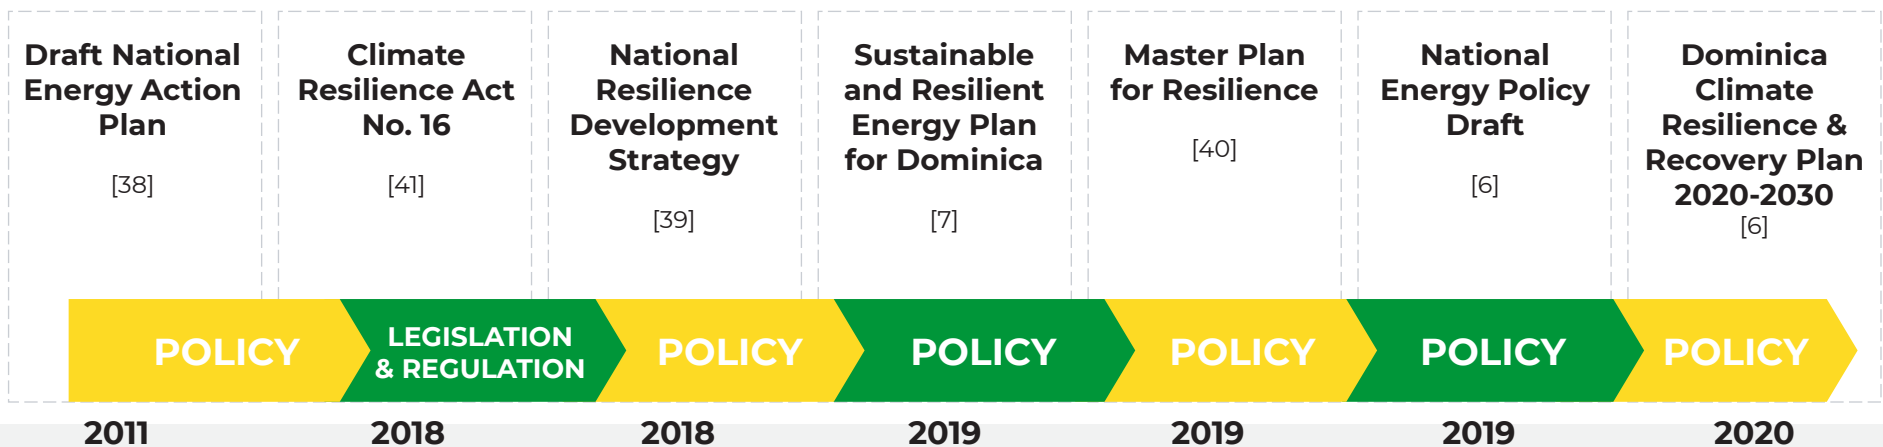 Draft National
Energy Action
Plan
[38]
Climate
Resilience Act
No. 16
[41]
National
Resilience
Development
Strategy
[39]
Sustainable
and Resilient
Energy Plan
for Dominica
[7]
Master Plan
for Resilience
[40]
National
Energy Policy
Draft
[6]
Dominica
Climate
Resilience &
Recovery Plan
2020-2030
[6]
POLICY
LEGISLATION
& REGULATION
POLICY
POLICY
POLICY
POLICY
POLICY
2011
2018
2018
2019
2019
2019
2020